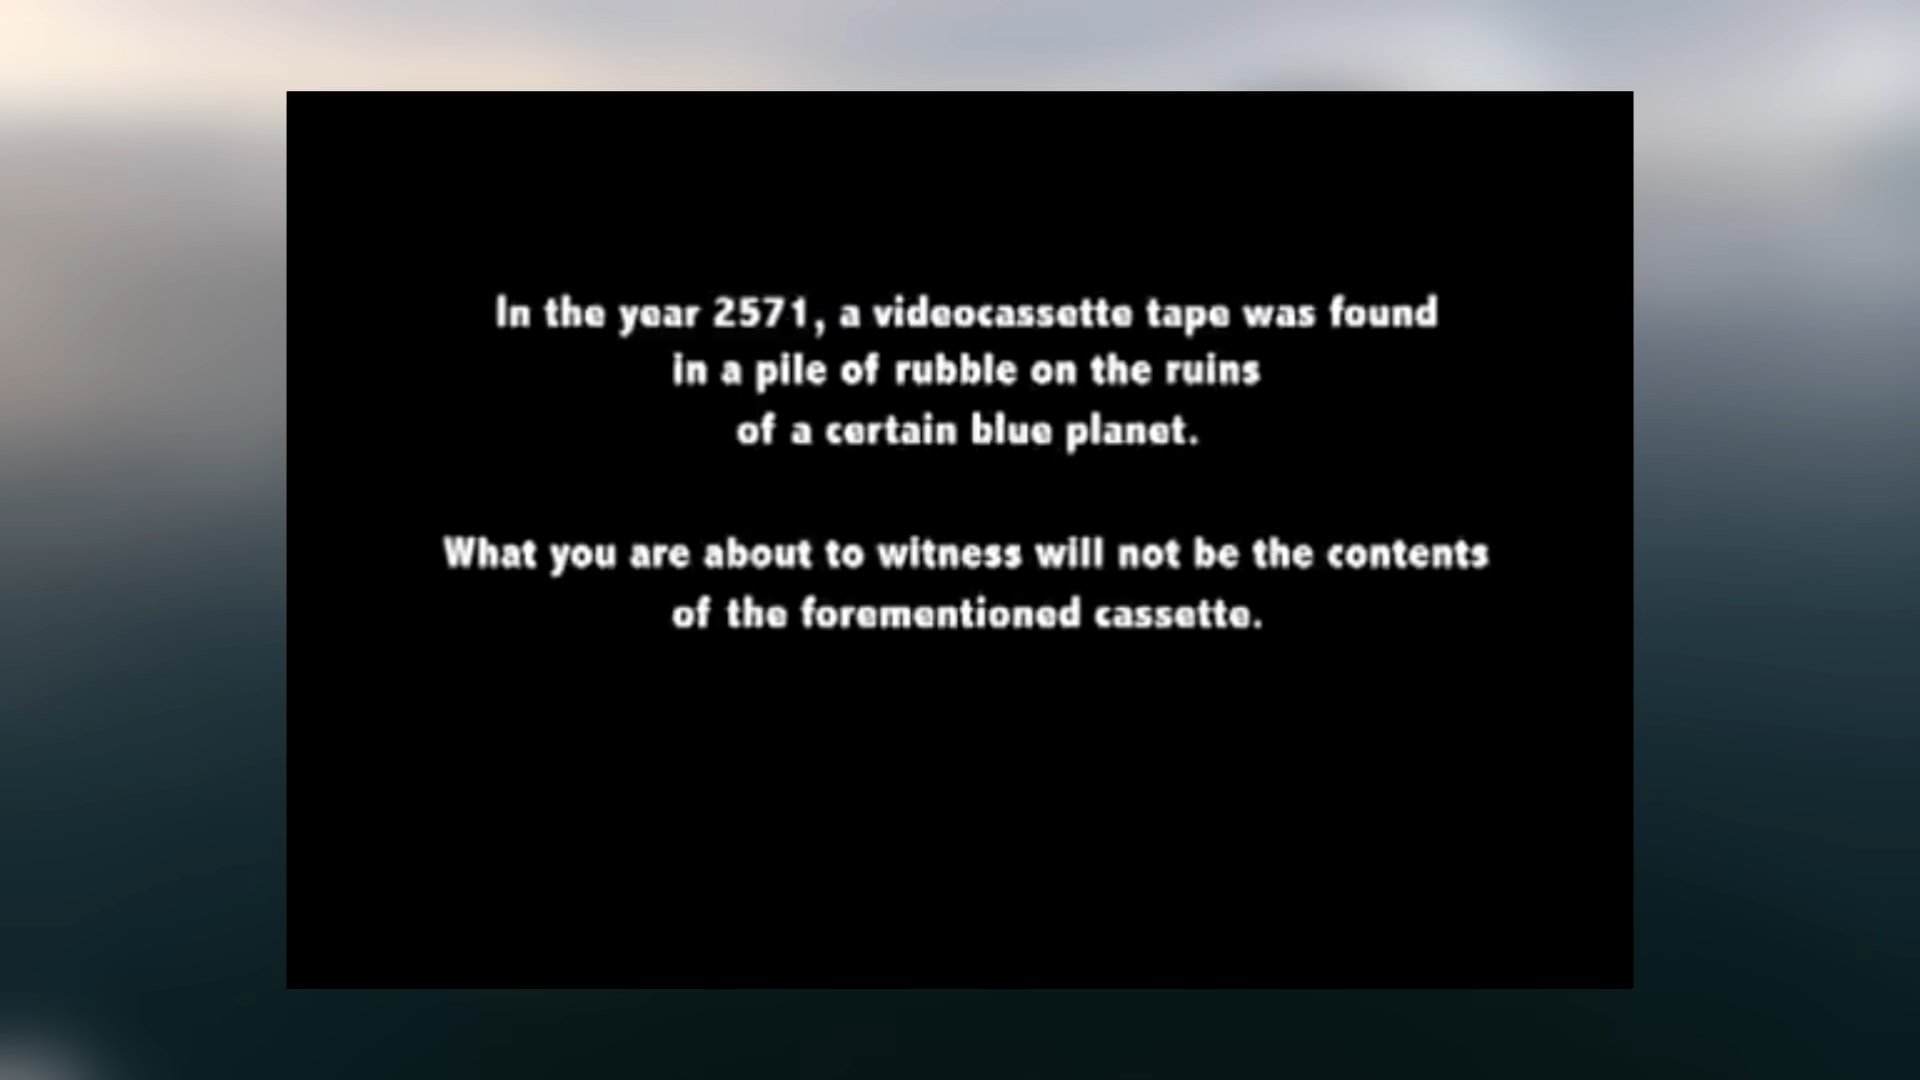 In the year 2571, a videocassette tape was found
in a pile of rubble on the ruins
of a certain blue planet.
What you are about to witness will not be the contents
of the forementioned cassette.